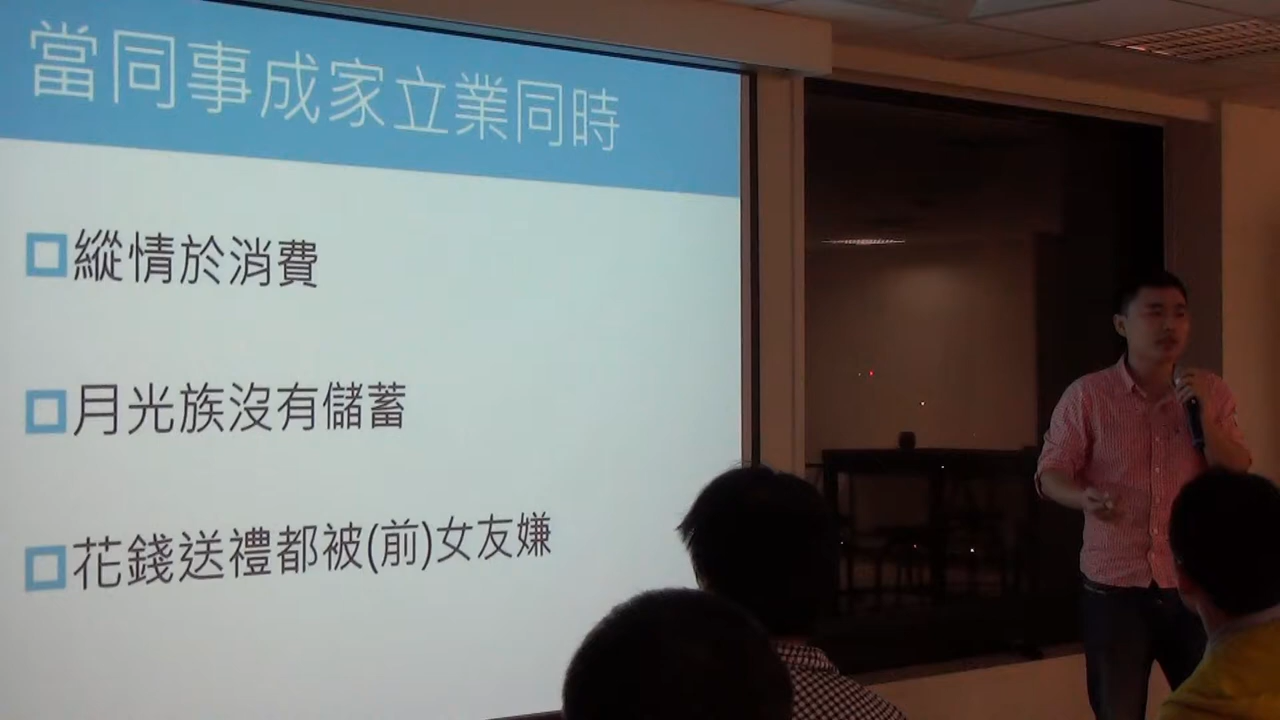 當同事成家立業同時
縱情於消費
月光族沒有儲蓄
花錢送禮都被(前)女友嫌